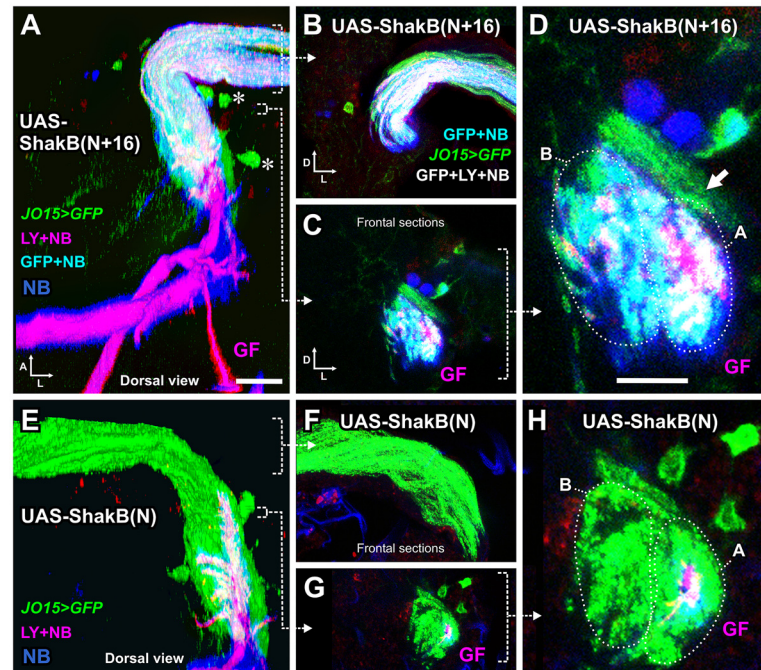 A
UAS-
ShakB(N+16)
JO15>GFP
LY+NB
GFP+NB
NB
*
*
GF
A
L
Dorsal view
B
UAS-ShakB(N+16)
GFP+NB
JO15>GFP
GFP+LY+NB
D
L
C
Frontal sections
D
L
GF
D
UAS-ShakB(N+16)
B
A
GF
E
UAS-ShakB(N)
JO15>GFP
LY+NB
NB
Dorsal view
F
UAS-ShakB(N)
Frontal sections
G
GF
H
UAS-ShakB(N)
B
A
GF